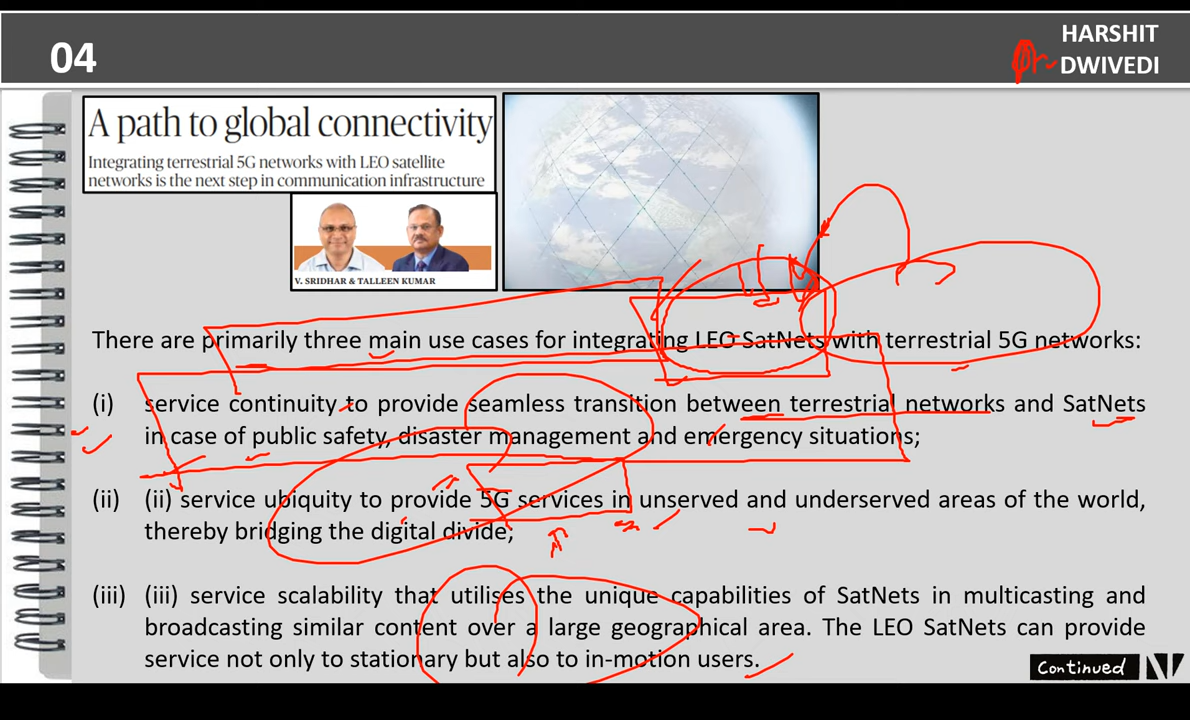 04
HARSHIT
DWIVEDI
A path to global connectivity
Integrating terrestrial 5G networks with LEO satellite
networks is the next step in communication infrastructure
V. SRIDHAR & TALLEEN KUMAR
There are primarily three main use cases for integrating LEO SatNets with terrestrial 5G networks:
(i) service continuity to provide seamless transition between terrestrial networks and SatNets
in case of public safety, disaster management and emergency situations;
(ii) (ii) service ubiquity to provide 5G services in unserved and underserved areas of the world,
thereby bridging the digital divide;
(iii) (iii) service scalability that utilises the unique capabilities of SatNets in multicasting and
broadcasting similar content over a large geographical area. The LEO SatNets can provide
service not only to stationary but also to in-motion users.
Continued